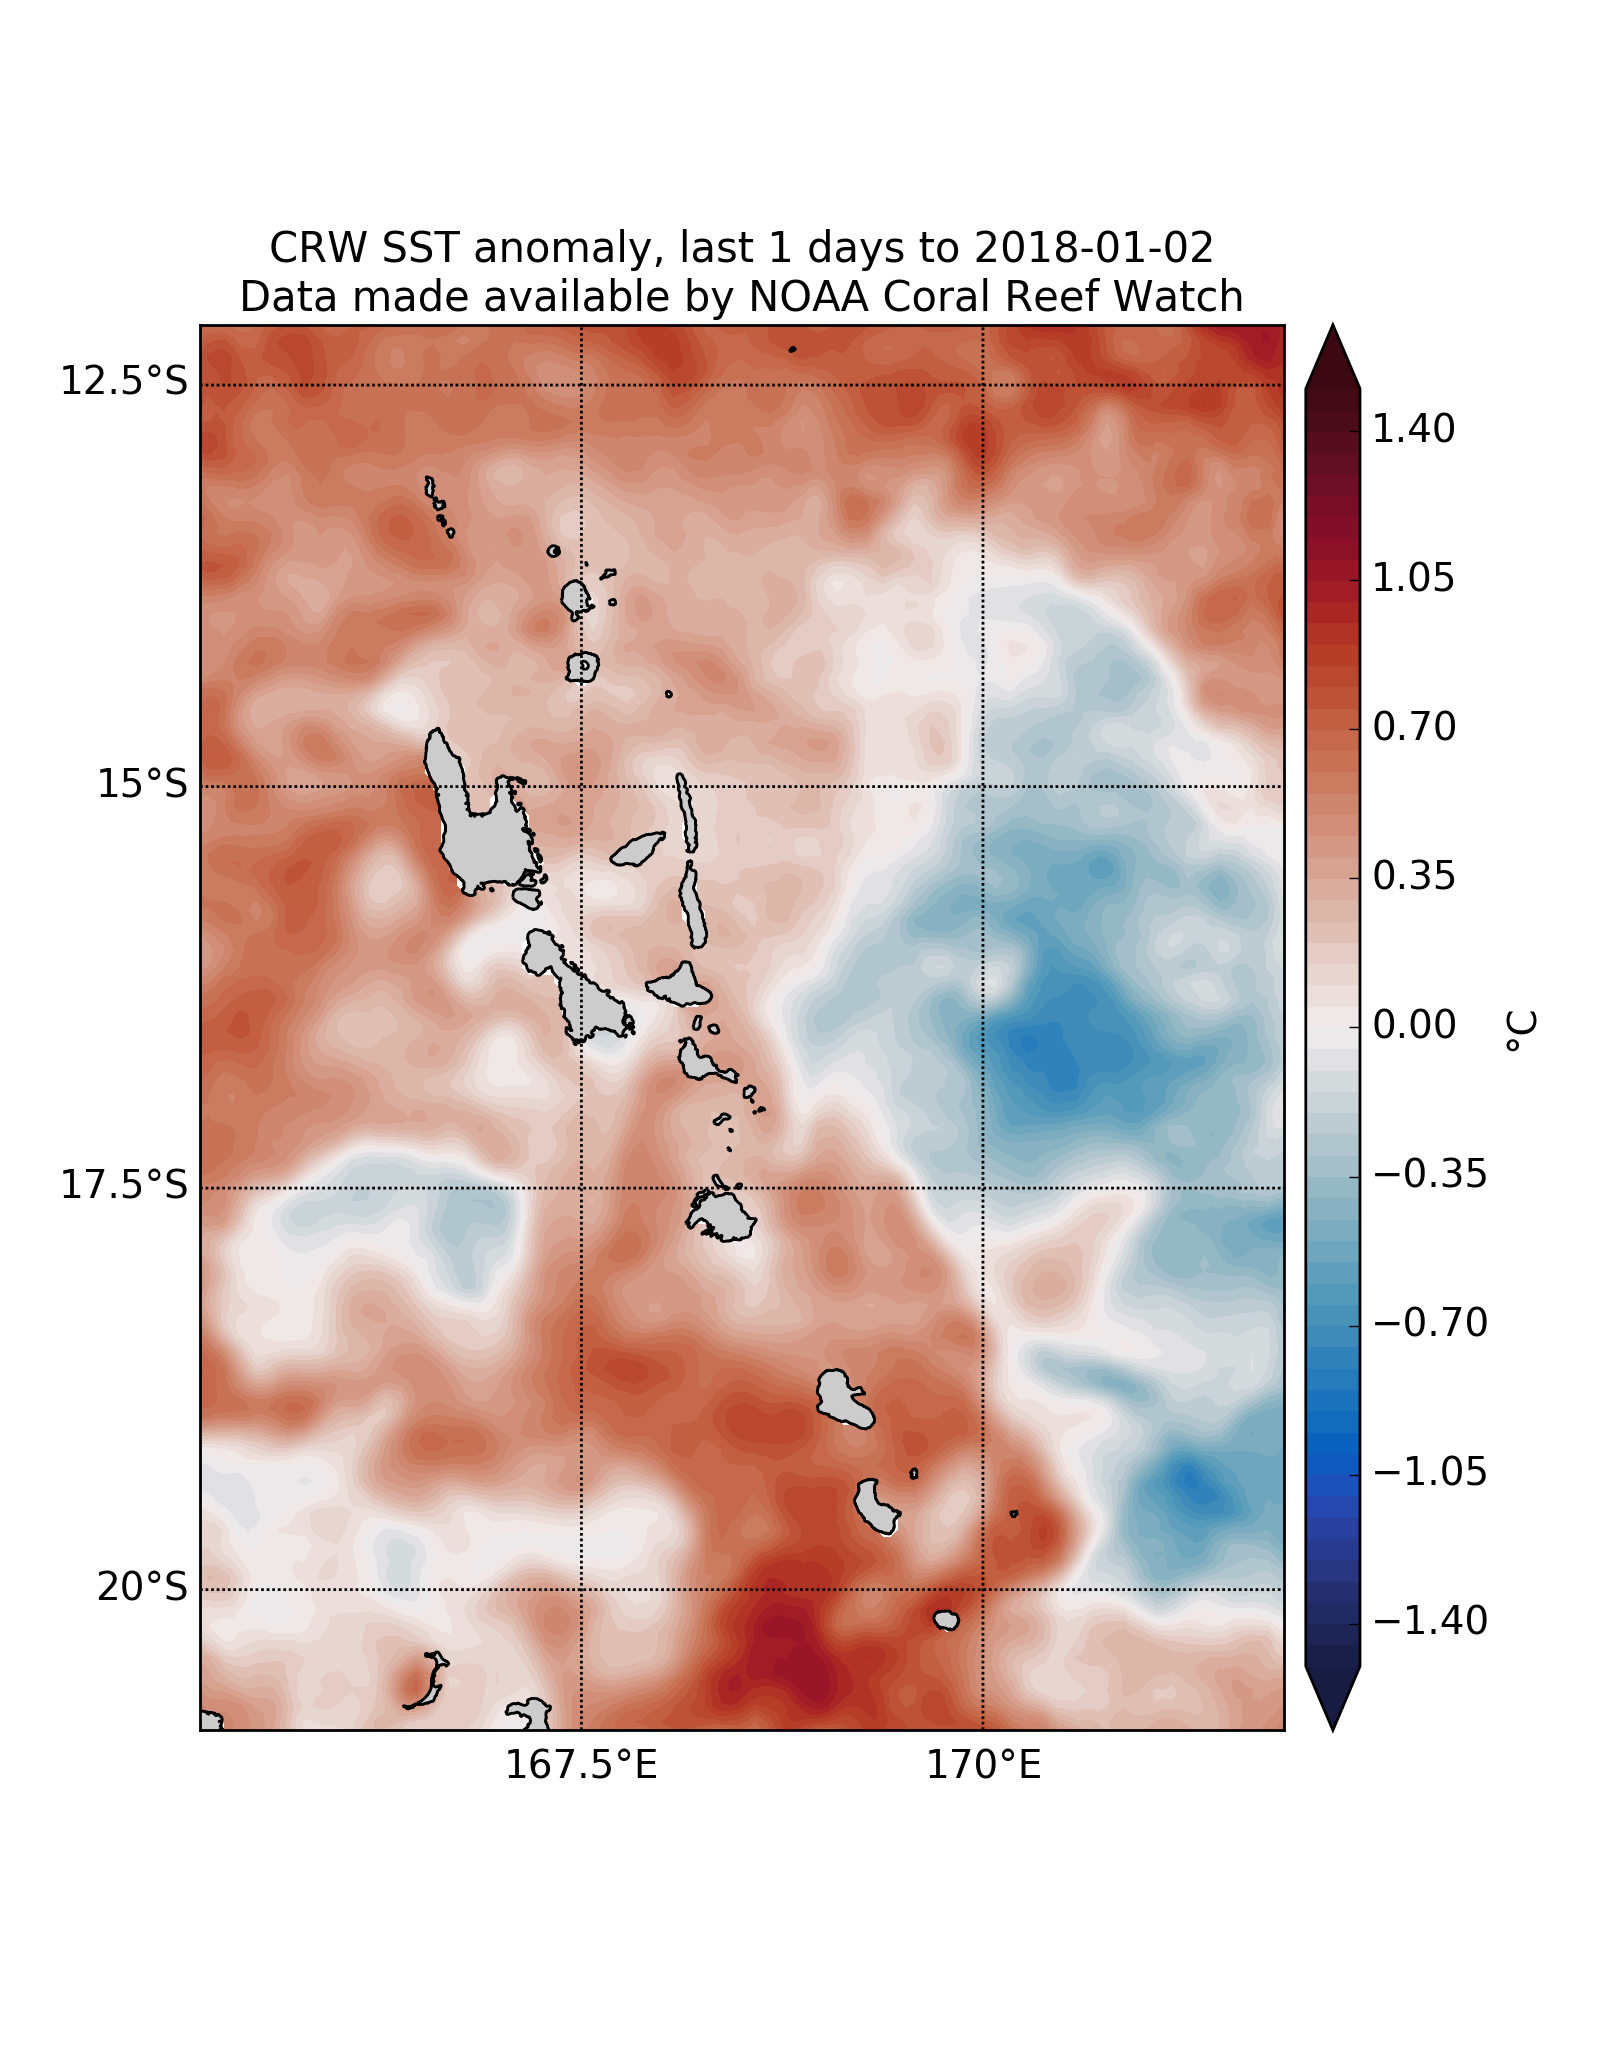 CRW SST anomaly, last 1 days to 2018-01-02
Data made available by NOAA Coral Reef Watch
12.5°S
15°S
17.5°S
20°S
167.5°E
170°E
1.40
1.05
0.70
0.35
0.00
−0.35
−0.70
−1.05
−1.40
°C